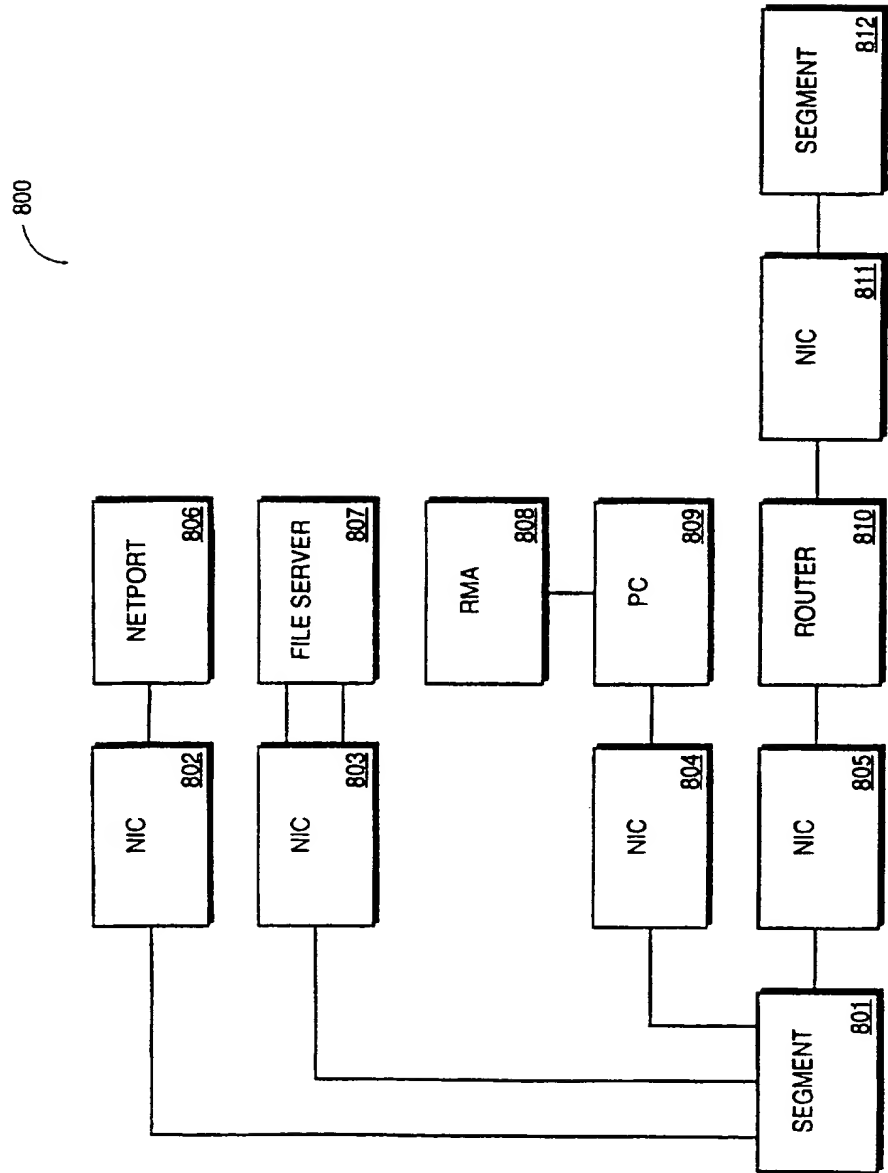 800
NIC
802
NETPORT
806
NIC
803
FILE SERVER
807
RMA
808
NIC
804
PC
809
SEGMENT
801
NIC
805
ROUTER
810
NIC
811
SEGMENT
812